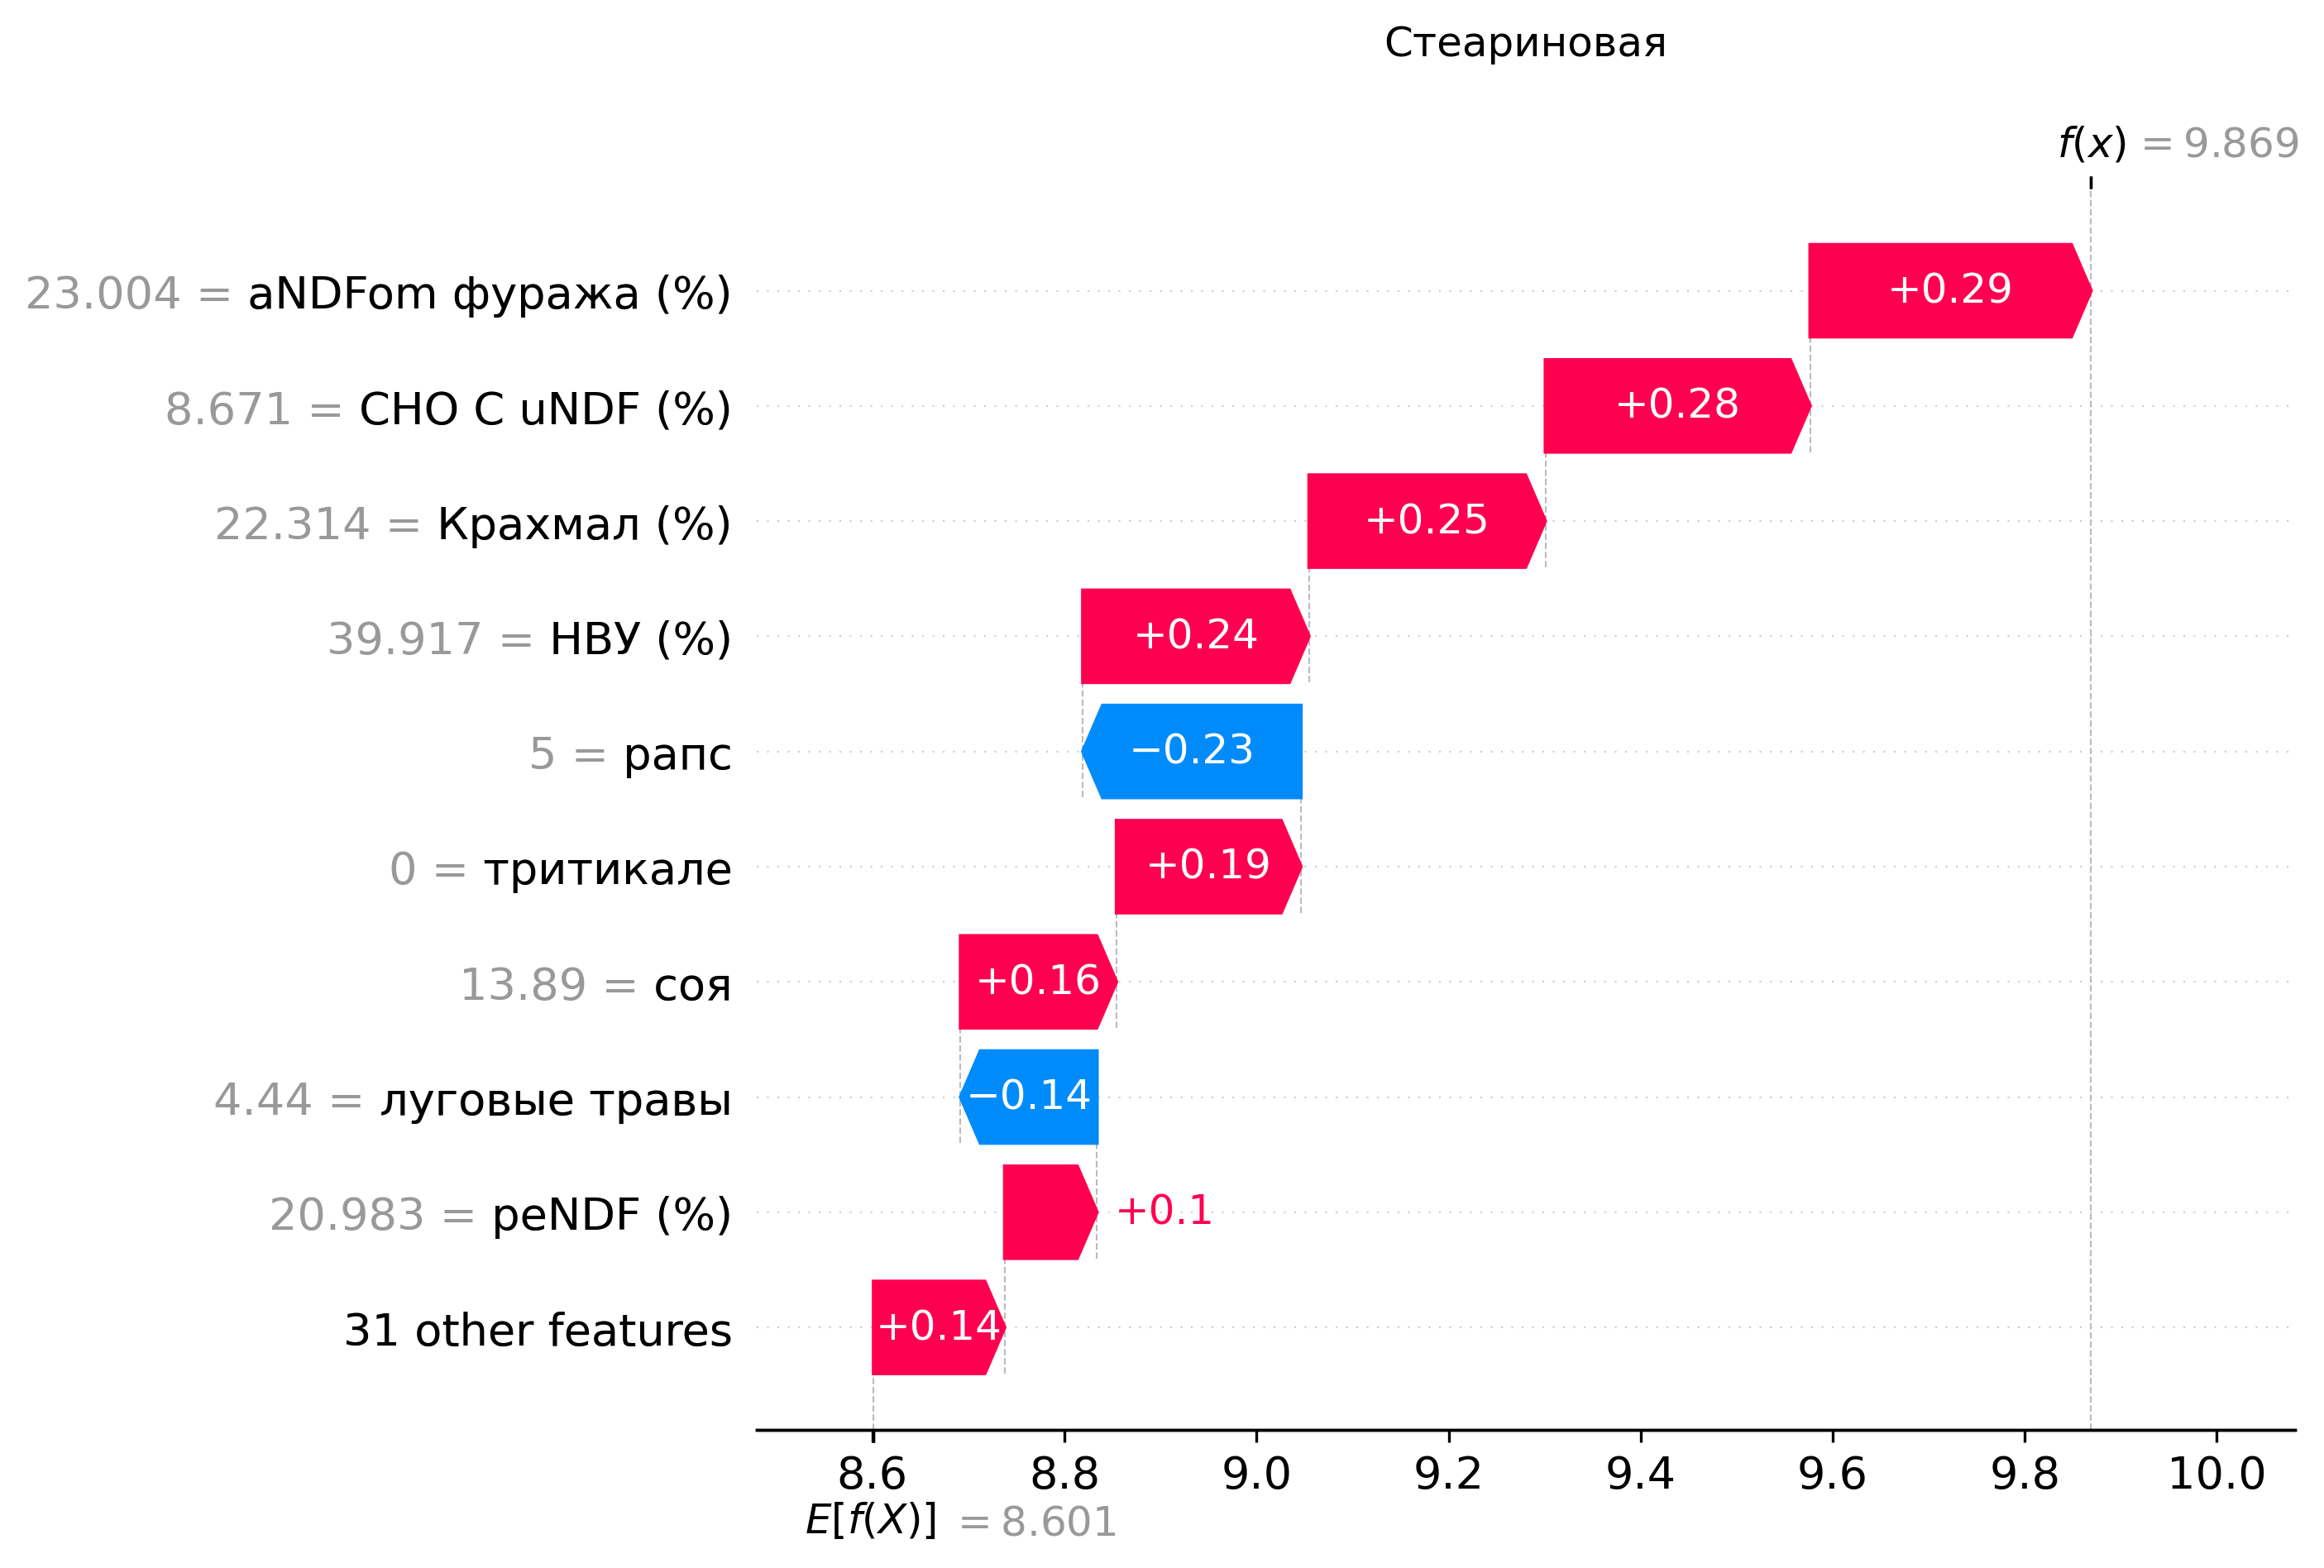 Стеариновая
f(x) = 9.869
23.004 = aNDFom фуража (%)
+0.29
8.671 = CHO C uNDF (%)
+0.28
22.314 = Крахмал (%)
+0.25
39.917 = НВУ (%)
+0.24
5 = рапс
−0.23
0 = тритикале
+0.19
13.89 = соя
+0.16
4.44 = луговые травы
−0.14
20.983 = peNDF (%)
+0.1
31 other features
+0.14
8.6 8.8 9.0 9.2 9.4 9.6 9.8 10.0
E[f(X)] = 8.601